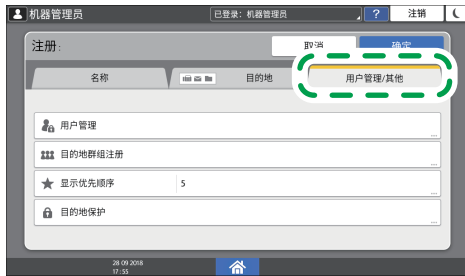 机器管理员 已登录：机器管理员 ? 注销
注册： 取消 确定
名称 目的地 用户管理/其他
用户管理
目的地群组注册
显示优先顺序 5
目的地保护
28 09 2018
17:55